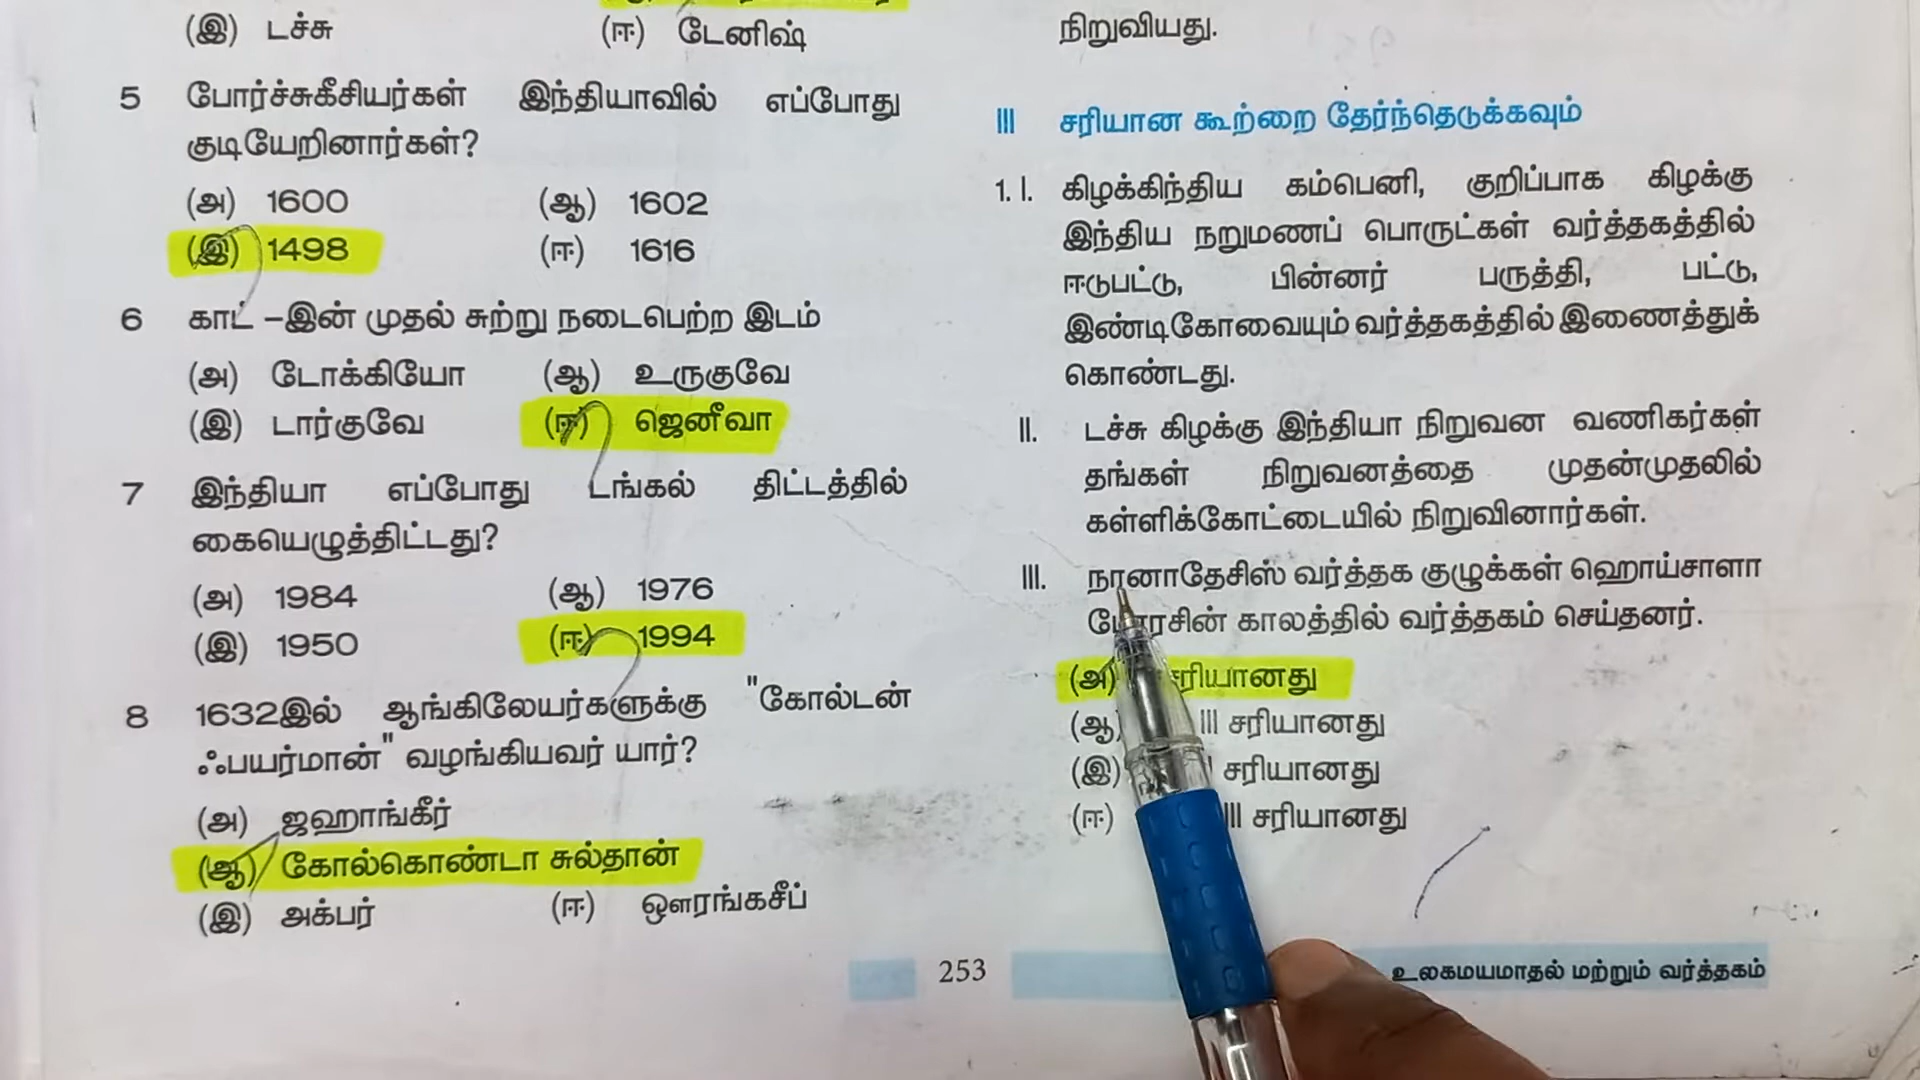 (இ) டச்சு (ஈ) டேனிஷ்
5 போர்ச்சுகீசியர்கள் இந்தியாவில் எப்போது
குடியேறினார்கள்?
(அ) 1600 (ஆ) 1602
(இ) 1498 (ஈ) 1616
6 காட் –இன் முதல் சுற்று நடைபெற்ற இடம்
(அ) டோக்கியோ (ஆ) உருகுவே
(இ) டார்குவே (ஈ) ஜெனீவா
7 இந்தியா எப்போது டங்கல் திட்டத்தில்
கையெழுத்திட்டது?
(அ) 1984 (ஆ) 1976
(இ) 1950 (ஈ) 1994
8 1632இல் ஆங்கிலேயர்களுக்கு "கோல்டன்
ஃபயர்மான்" வழங்கியவர் யார்?
(அ) ஜஹாங்கீர்
(ஆ) கோல்கொண்டா சுல்தான்
(இ) அக்பர் (ஈ) ஔரங்கசீப்
நிறுவியது.
III சரியான கூற்றை தேர்ந்தெடுக்கவும்
1. I. கிழக்கிந்திய கம்பெனி, குறிப்பாக கிழக்கு
இந்திய நறுமணப் பொருட்கள் வர்த்தகத்தில்
ஈடுபட்டு, பின்னர் பருத்தி, பட்டு,
இண்டிகோவையும் வர்த்தகத்தில் இணைத்துக்
கொண்டது.
II. டச்சு கிழக்கு இந்தியா நிறுவன வணிகர்கள்
தங்கள் நிறுவனத்தை முதன்முதலில்
கள்ளிக்கோட்டையில் நிறுவினார்கள்.
III. நானாதேசிஸ் வர்த்தக குழுக்கள் ஹொய்சாளா
காலத்தில் வர்த்தகம் செய்தனர்.
(அ) சரியானது
(ஆ) III சரியானது
(இ) சரியானது
(ஈ) III சரியானது
253
உலகமயமாதல் மற்றும் வர்த்தகம்